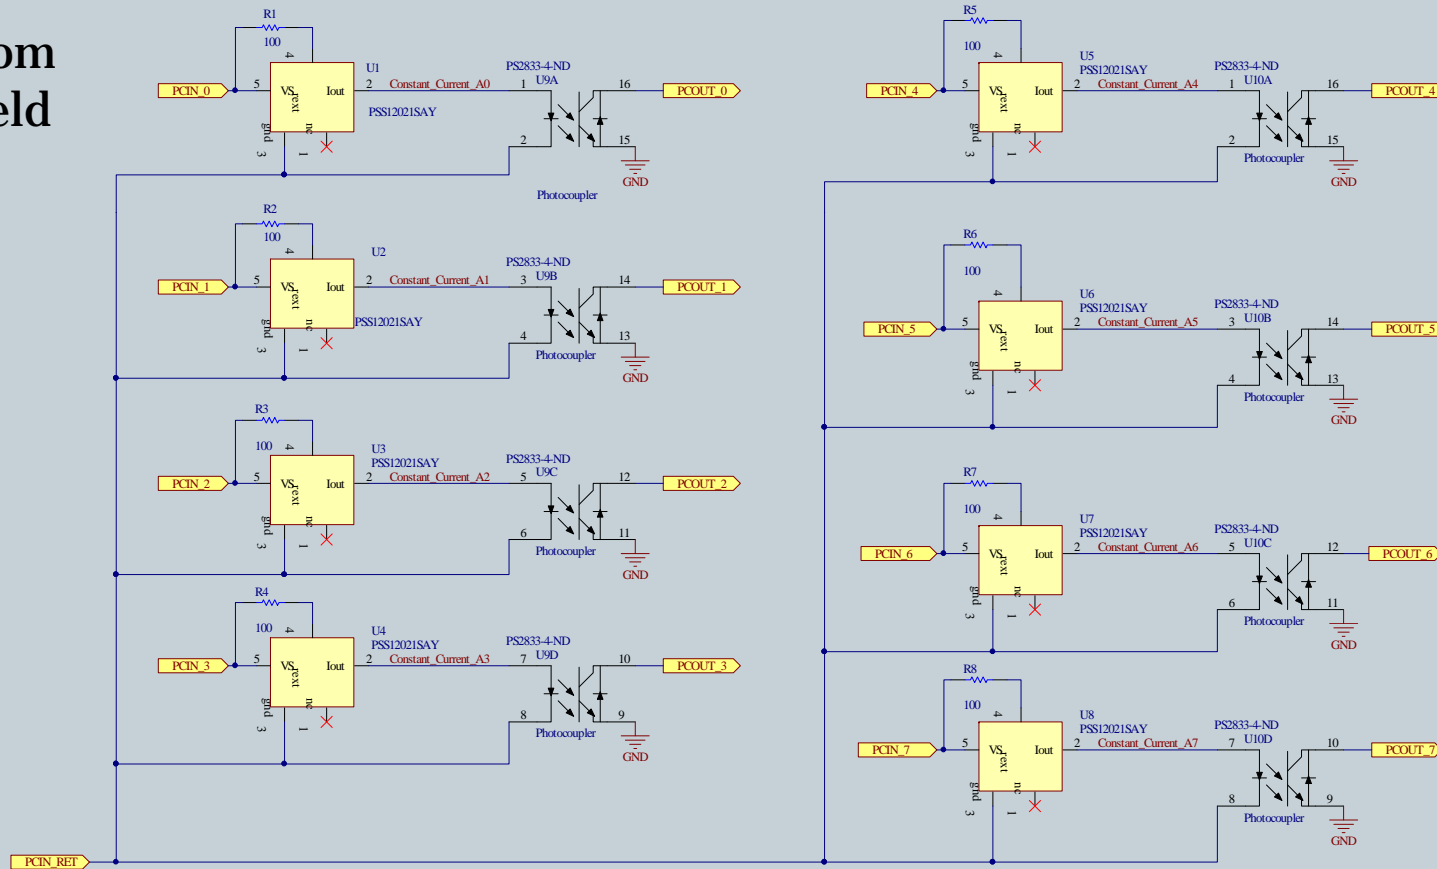 om
eld
R1
100
4
U1
PCIN_0
5
VS
rext
Iout
2
Constant_Current_A0
PSS12021SAY
gnd
nc
3
1
PS2833-4-ND
U9A
1
16
PCOUT_0
2
15
GND
Photocoupler
R2
100
4
U2
PCIN_1
5
VS
rext
Iout
2
Constant_Current_A1
PSS12021SAY
gnd
nc
3
1
PS2833-4-ND
U9B
3
14
PCOUT_1
4
13
Photocoupler
GND
R3
100
4
U3
PSS12021SAY
PCIN_2
5
VS
rext
Iout
2
Constant_Current_A2
gnd
nc
3
1
PS2833-4-ND
U9C
5
12
PCOUT_2
6
11
Photocoupler
GND
R4
100
4
U4
PSS12021SAY
PCIN_3
5
VS
rext
Iout
2
Constant_Current_A3
gnd
nc
3
1
PS2833-4-ND
U9D
7
10
PCOUT_3
8
9
Photocoupler
GND
PCIN_RET
R5
100
4
U5
PSS12021SAY
PCIN_4
5
VS
rext
Iout
2
Constant_Current_A4
gnd
nc
3
1
PS2833-4-ND
U10A
1
16
PCOUT_4
2
15
Photocoupler
GND
R6
100
4
U6
PSS12021SAY
PCIN_5
5
VS
rext
Iout
2
Constant_Current_A5
gnd
nc
3
1
PS2833-4-ND
U10B
3
14
PCOUT_5
4
13
Photocoupler
GND
R7
100
4
U7
PSS12021SAY
PCIN_6
5
VS
rext
Iout
2
Constant_Current_A6
gnd
nc
3
1
PS2833-4-ND
U10C
5
12
PCOUT_6
6
11
Photocoupler
GND
R8
100
4
U8
PSS12021SAY
PCIN_7
5
VS
rext
Iout
2
Constant_Current_A7
gnd
nc
3
1
PS2833-4-ND
U10D
7
10
PCOUT_7
8
9
Photocoupler
GND